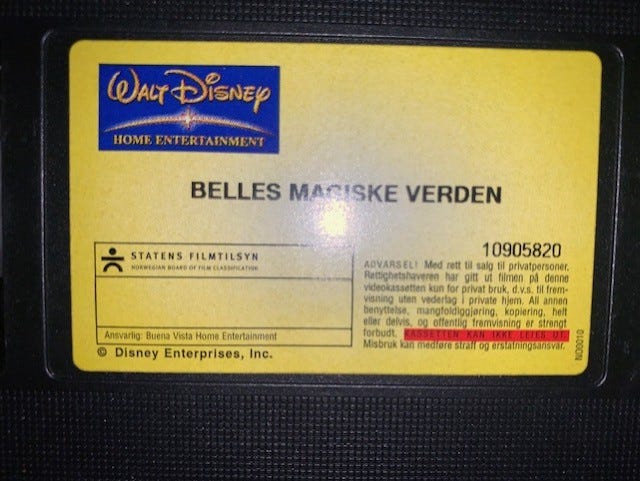 WALT DISNEY
HOME ENTERTAINMENT
BELLES MAGISKE VERDEN
STATENS FILMTILSYN
NORWEGIAN BOARD OF FILM CLASSIFICATION
Ansvarlig: Buena Vista Home Entertainment
© Disney Enterprises, Inc.
10905820
ADVARSEL! Med rett til salg til privatpersoner.
Rettighetshaveren har gitt ut filmen på denne
videokassetten kun for privat bruk, d.v.s. til frem-
visning uten vederlag i private hjem. All annen
benyttelse, mangfoldiggjøring, kopiering, helt
eller delvis, og offentlig fremvisning er strengt
forbudt. KASSETTEN KAN IKKE LEIES UT!
Misbruk kan medføre straff og erstatningsansvar.
NO0010